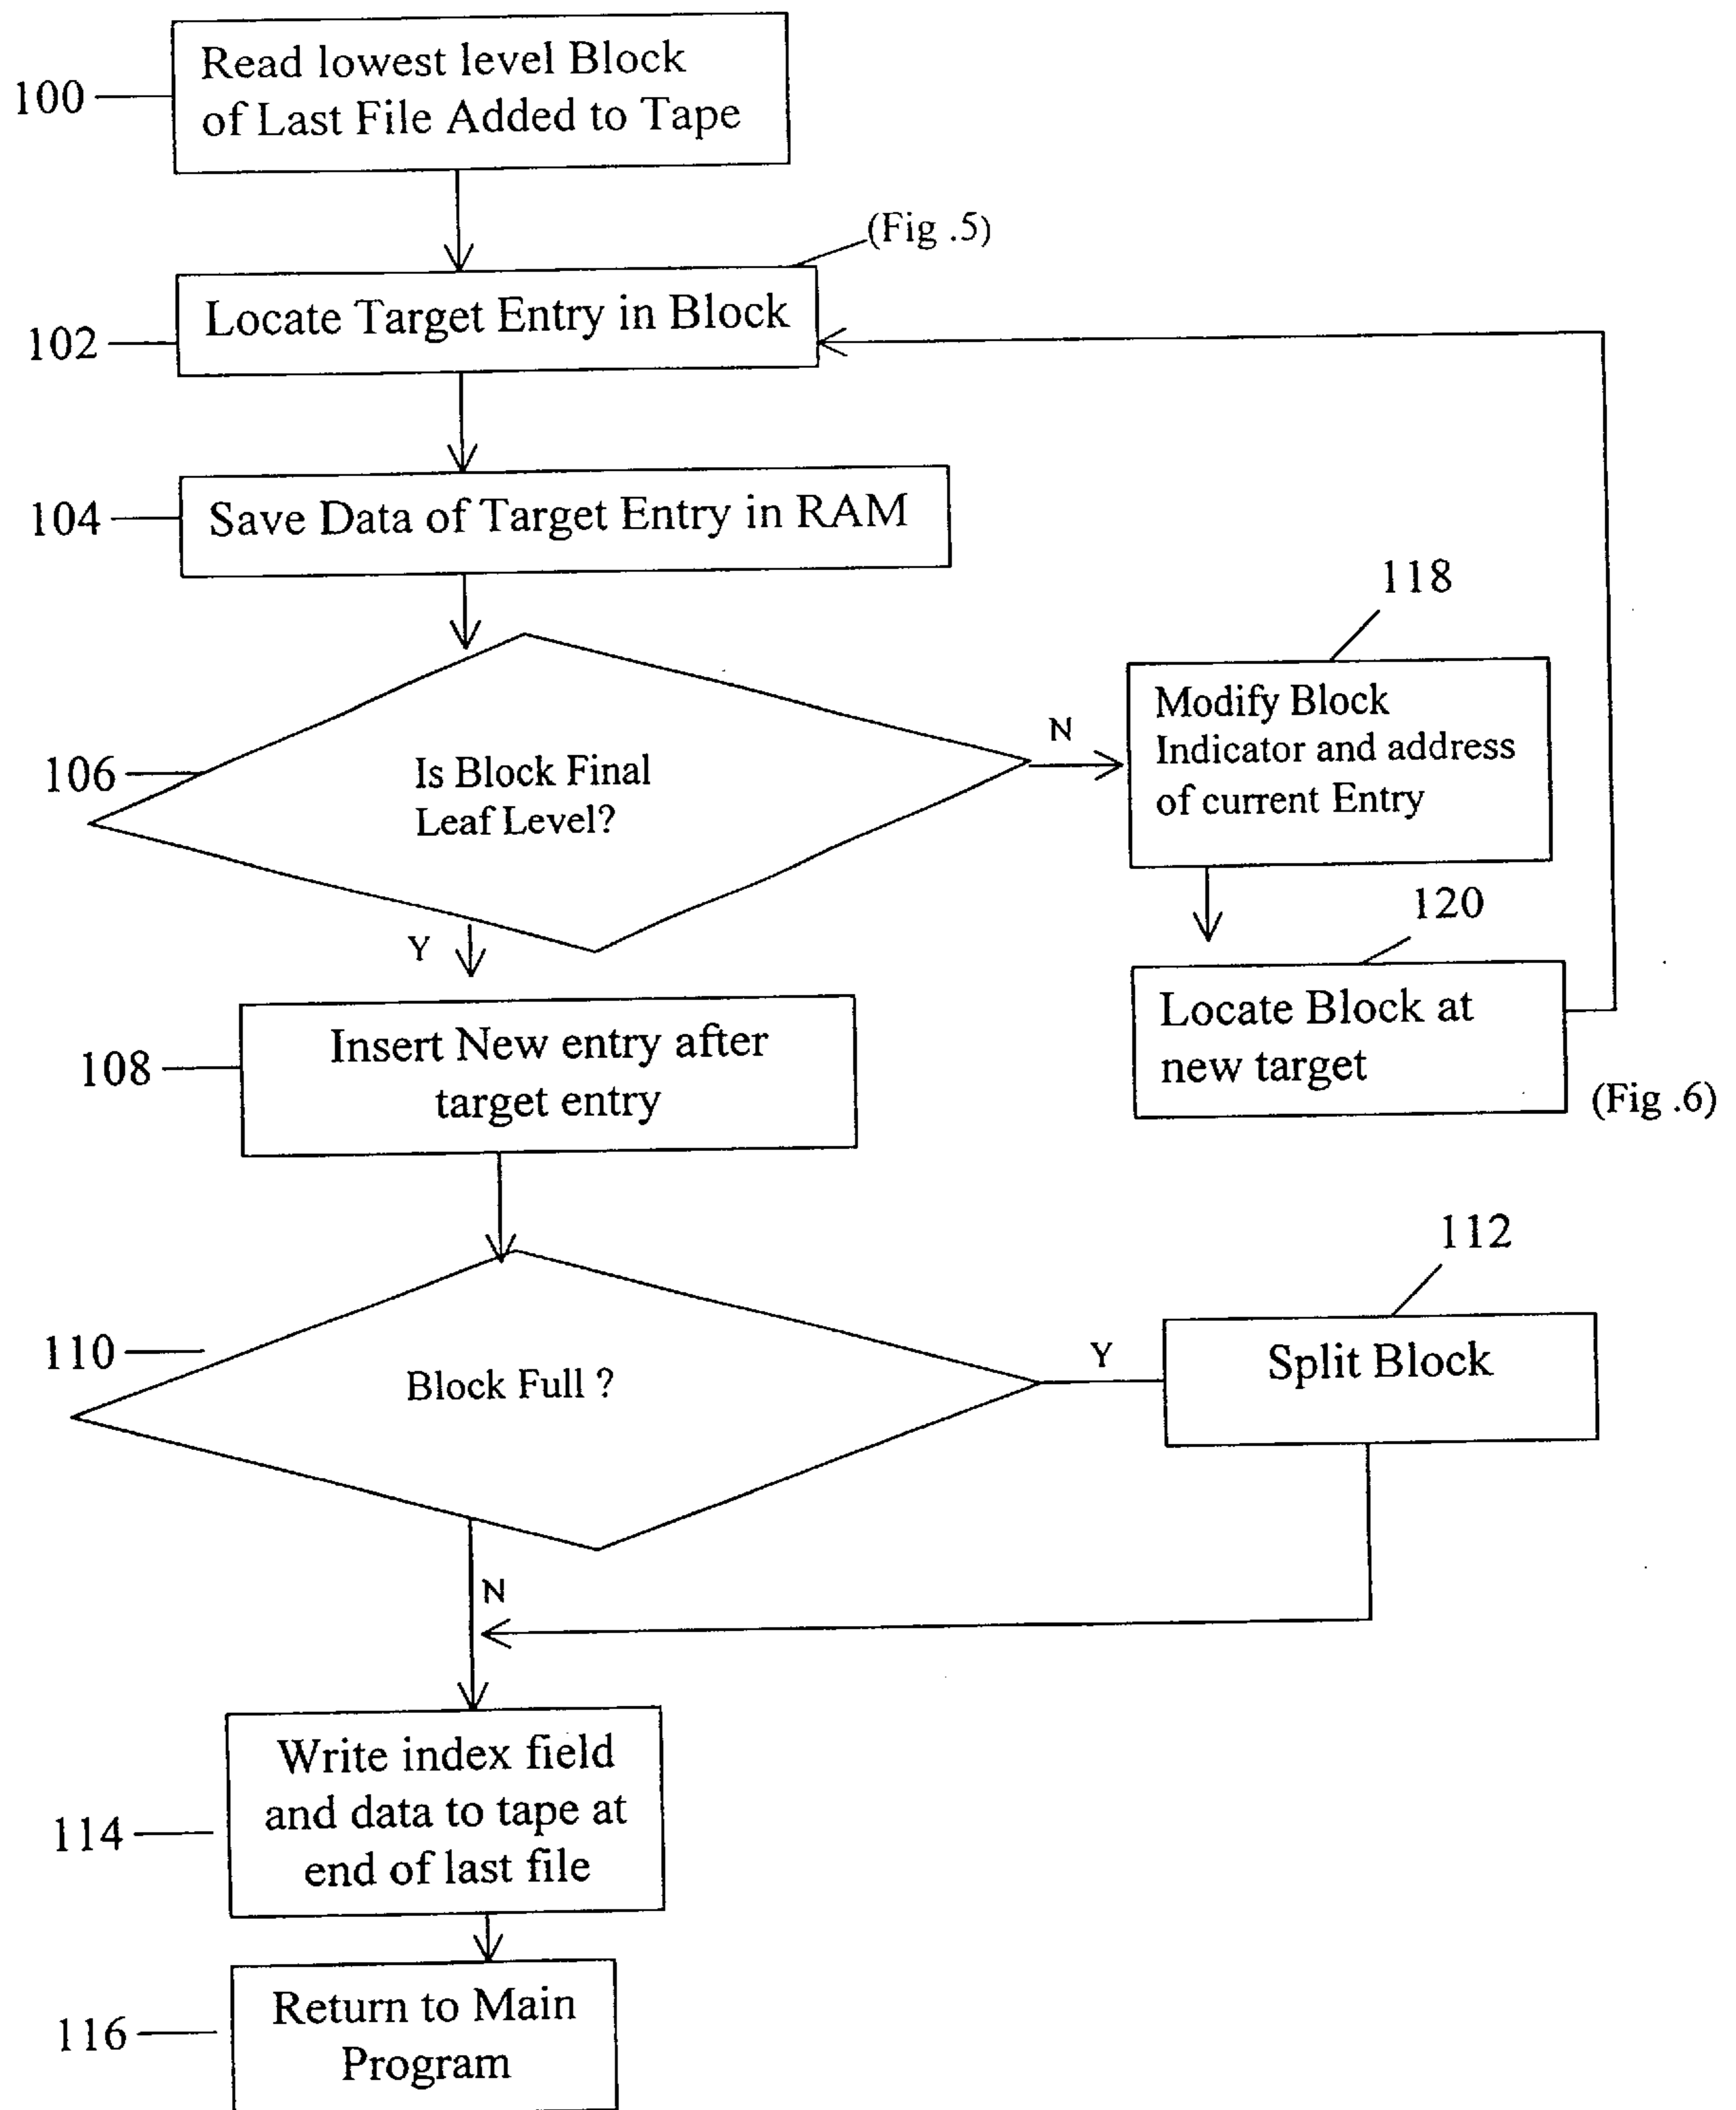 Read lowest level Block
of Last File Added to Tape
100
(Fig .5)
Locate Target Entry in Block
102
104
Save Data of Target Entry in RAM
118
106
Is Block Final
Leaf Level?
N
Modify Block
Indicator and address
of current Entry
Y
120
Locate Block at
new target
(Fig .6)
108
Insert New entry after
target entry
112
110
Block Full ?
Y
Split Block
N
114
Write index field
and data to tape at
end of last file
116
Return to Main
Program